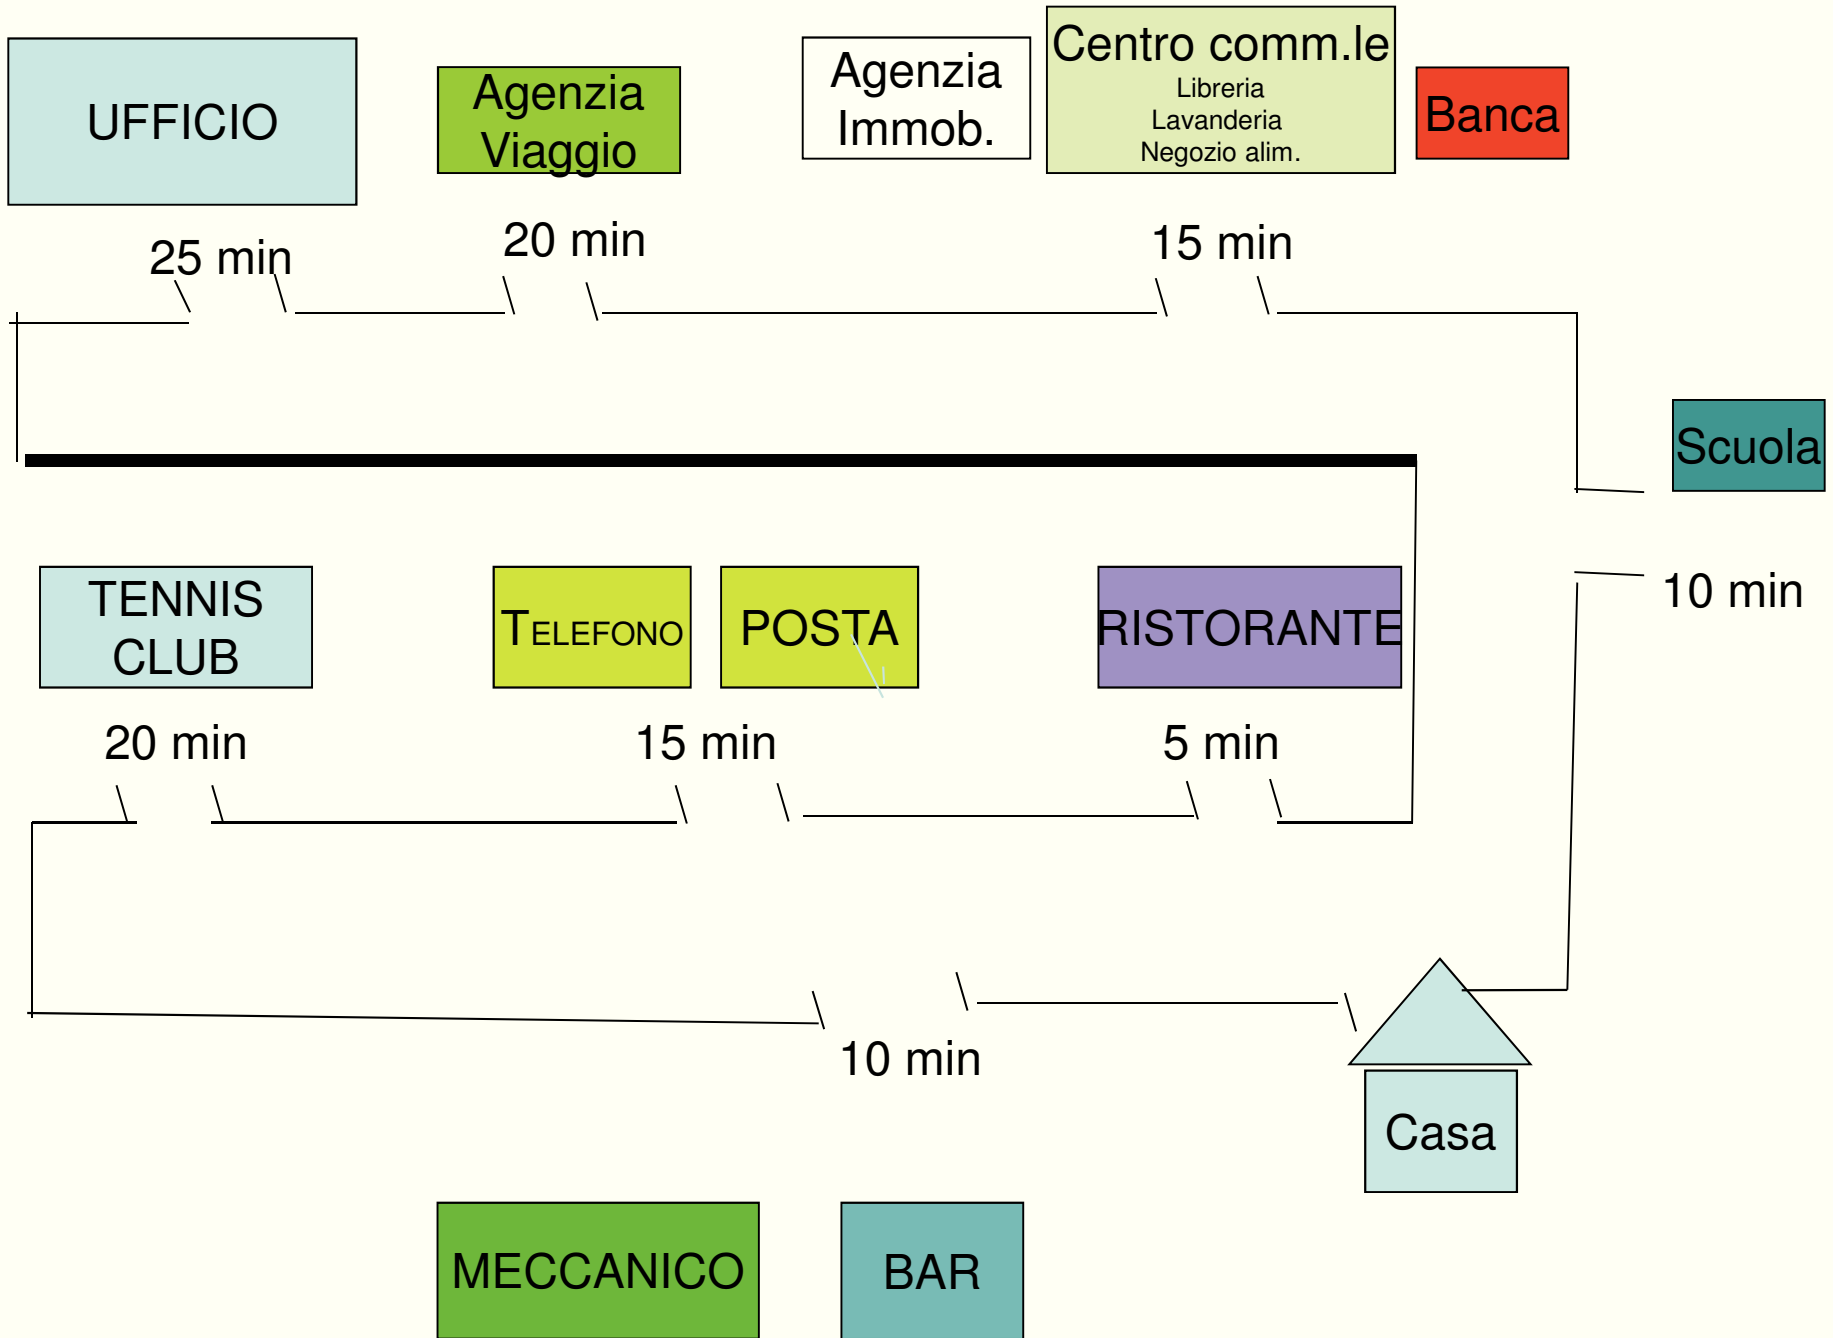 UFFICIO
Agenzia
Viaggio
Agenzia
Immob.
Centro comm.le
Libreria
Lavanderia
Negozio alim.
Banca
25 min
20 min
15 min
Scuola
10 min
TENNIS
CLUB
TELEFONO
POSTA
RISTORANTE
20 min
15 min
5 min
10 min
Casa
MECCANICO
BAR